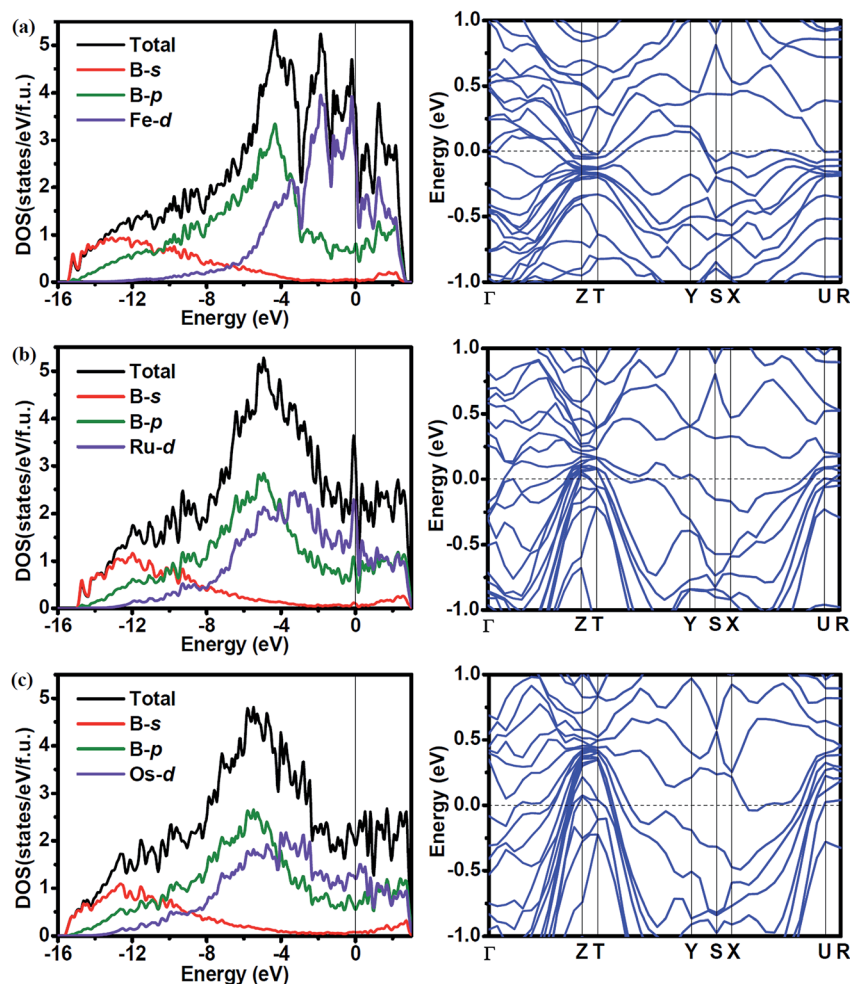 (a)
5
4
3
2
1
0
-16 -12 -8 -4 0
Total
B-s
B-p
Fe-d
DOS(states/eV/f.u.)
Energy (eV)
1.0
0.5
0.0
-0.5
-1.0
Energy (eV)
Γ Z T Y S X U R
(b)
5
4
3
2
1
0
-16 -12 -8 -4 0
Total
B-s
B-p
Ru-d
DOS(states/eV/f.u.)
Energy (eV)
1.0
0.5
0.0
-0.5
-1.0
Energy (eV)
Γ Z T Y S X U R
(c)
5
4
3
2
1
0
-16 -12 -8 -4 0
Total
B-s
B-p
Os-d
DOS(states/eV/f.u.)
Energy (eV)
1.0
0.5
0.0
-0.5
-1.0
Energy (eV)
Γ Z T Y S X U R